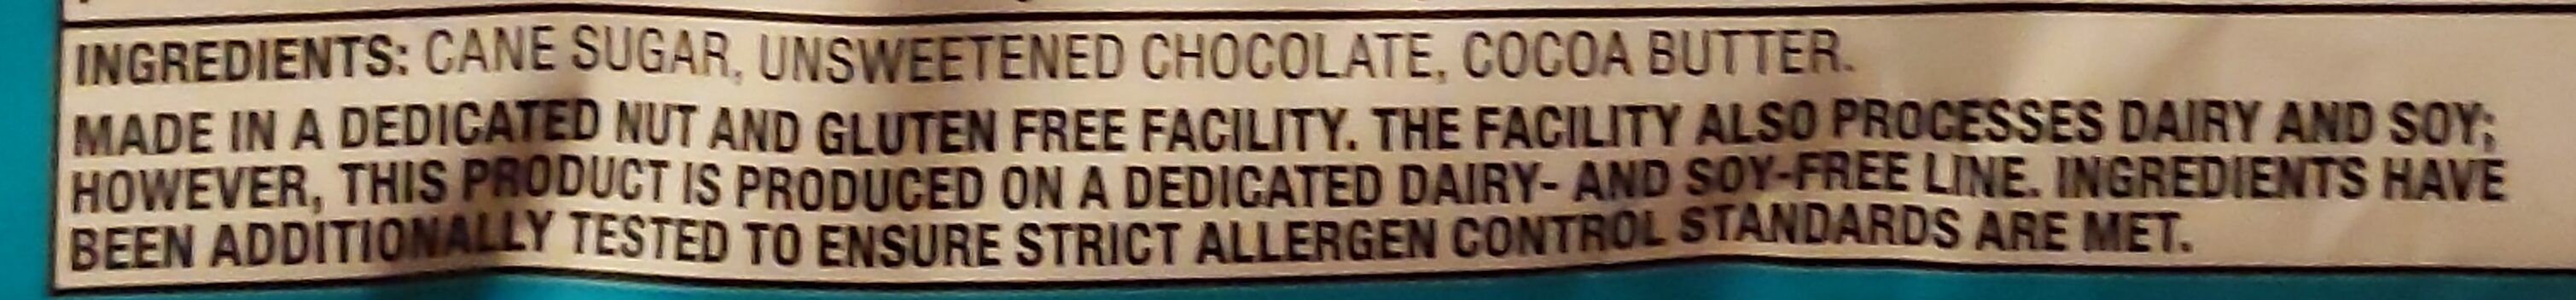 INGREDIENTS: CANE SUGAR, UNSWEETENED CHOCOLATE, COCOA BUTTER.
MADE IN A DEDICATED NUT AND GLUTEN FREE FACILITY. THE FACILITY ALSO PROCESSES DAIRY AND SOY;
HOWEVER, THIS PRODUCT IS PRODUCED ON A DEDICATED DAIRY- AND SOY-FREE LINE. INGREDIENTS HAVE
BEEN ADDITIONALLY TESTED TO ENSURE STRICT ALLERGEN CONTROL STANDARDS ARE MET.